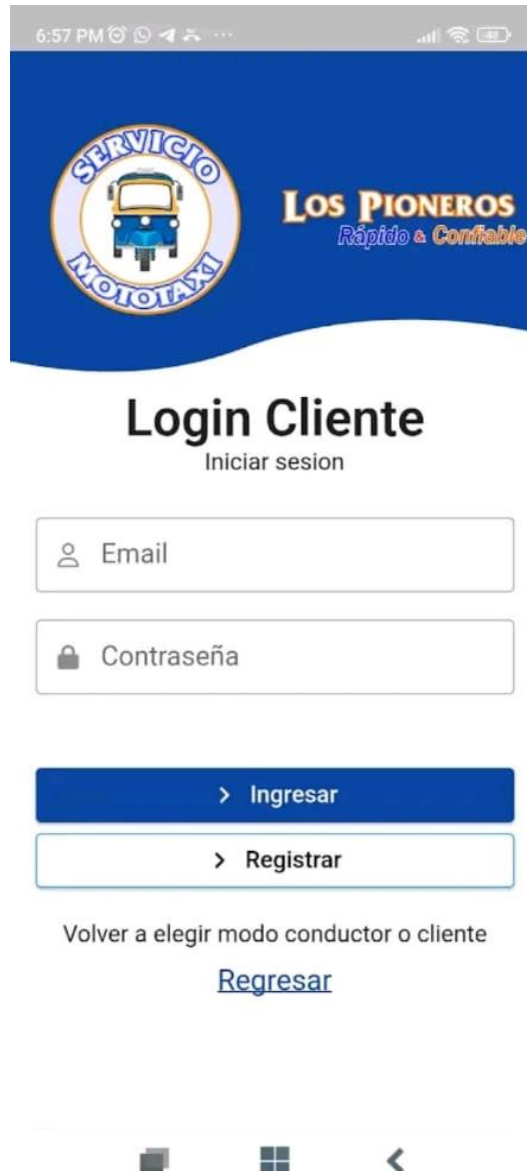 6:57 PM
48
SERVICIO
MOTOTAXI
LOS PIONEROS
Rápido & Confiable
Login Cliente
Iniciar sesion
Email
Contraseña
Ingresar
Registrar
Volver a elegir modo conductor o cliente
Regresar